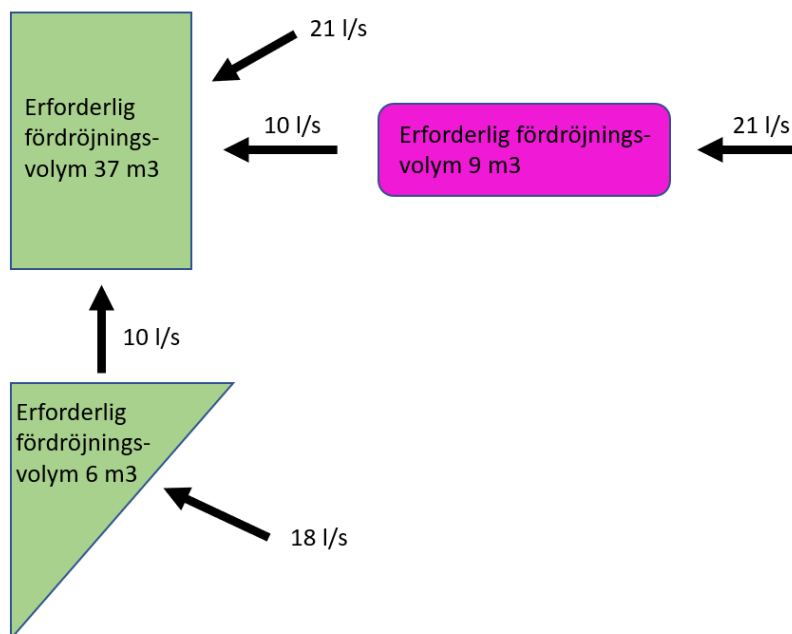 21 l/s
Erforderlig
fördröjnings-
volym 37 m3
10 l/s
Erforderlig fördröjnings-
volym 9 m3
21 l/s
10 l/s
Erforderlig
fördröjnings-
volym 6 m3
18 l/s